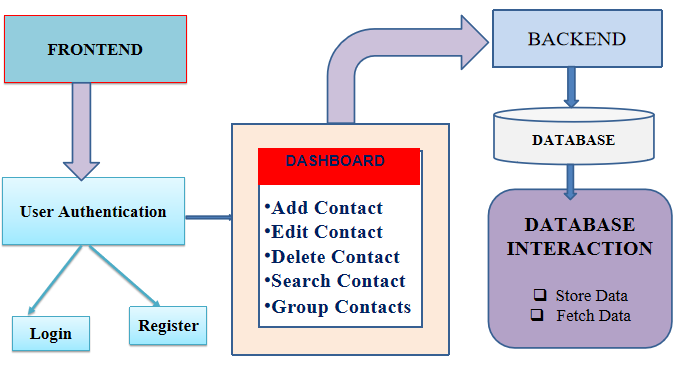 FRONTEND
User Authentication
Login
Register
DASHBOARD
•Add Contact
•Edit Contact
•Delete Contact
•Search Contact
•Group Contacts
BACKEND
DATABASE
DATABASE
INTERACTION
❑ Store Data
❑ Fetch Data